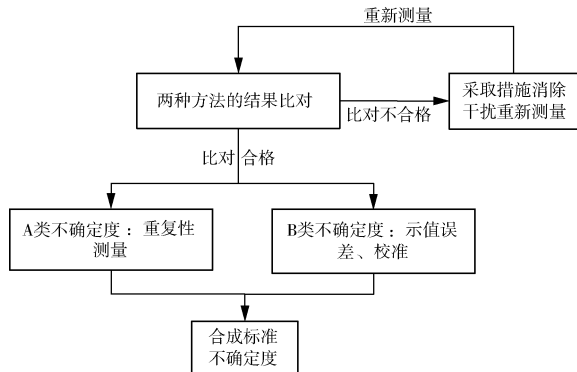 重新测量
两种方法的结果比对
采取措施消除
干扰重新测量
比对不合格
比对 合格
A类不确定度：重复性
测量
B类不确定度：示值误
差、校准
合成标准
不确定度